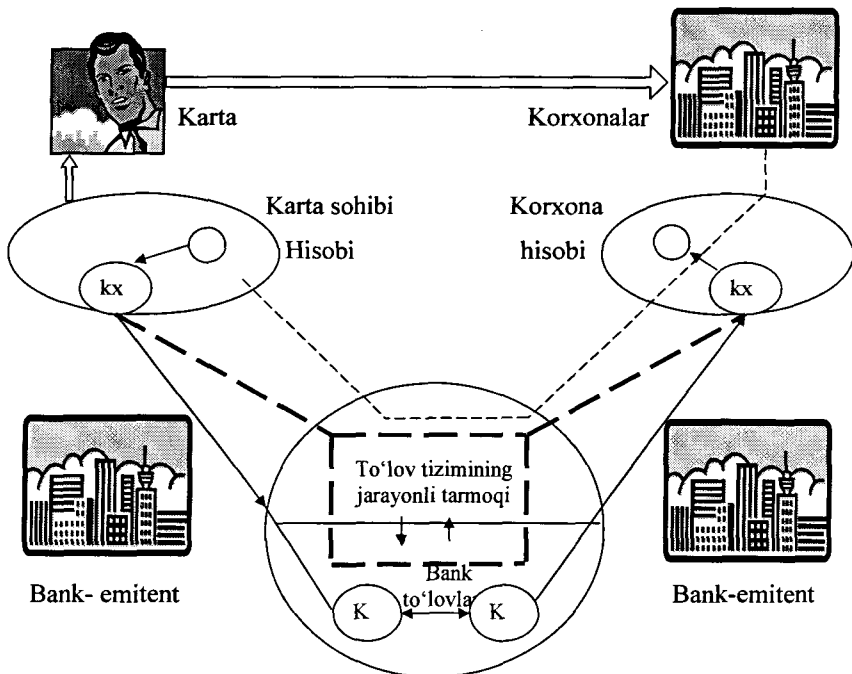 Karta
Korxonalar
Karta sohibi
Hisobi
Korxona
hisobi
kx
kx
To‘lov tizimining
jarayonli tarmoqi
Bank
to‘lovla
K
K
Bank- emitent
Bank-emitent